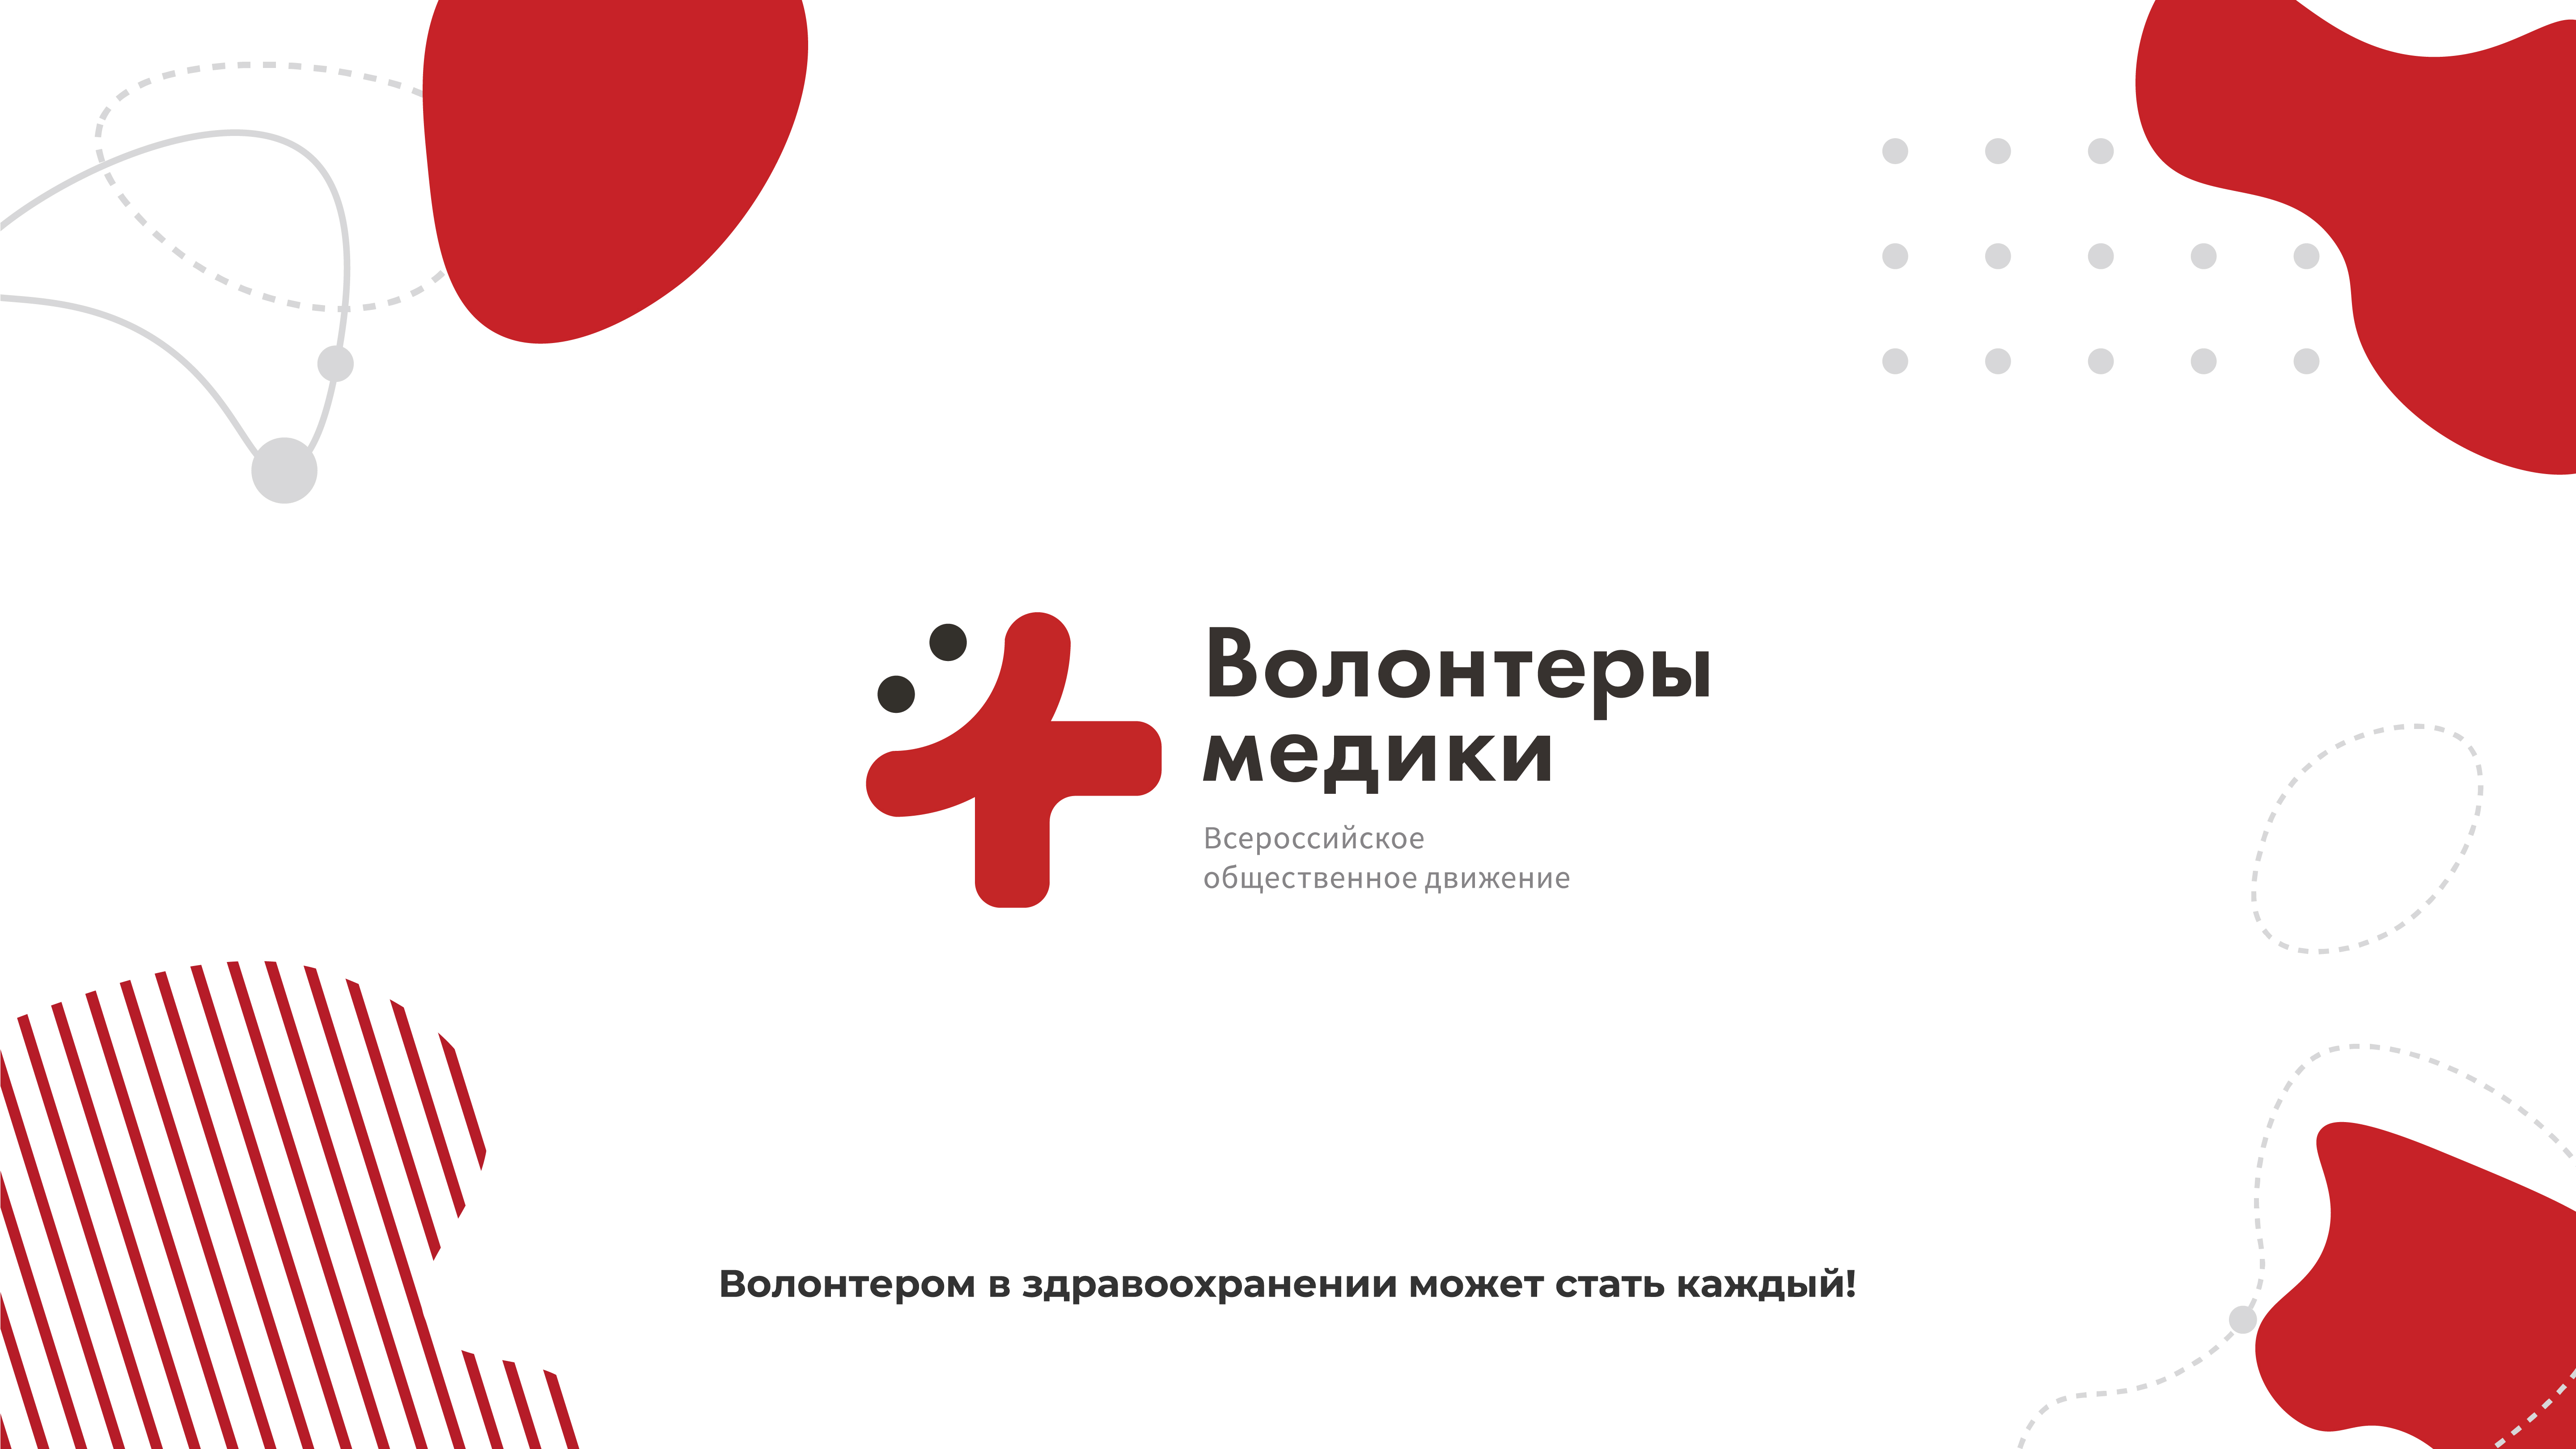 Волонтеры
медики
Всероссийское
общественное движение
Волонтером в здравоохранении может стать каждый!